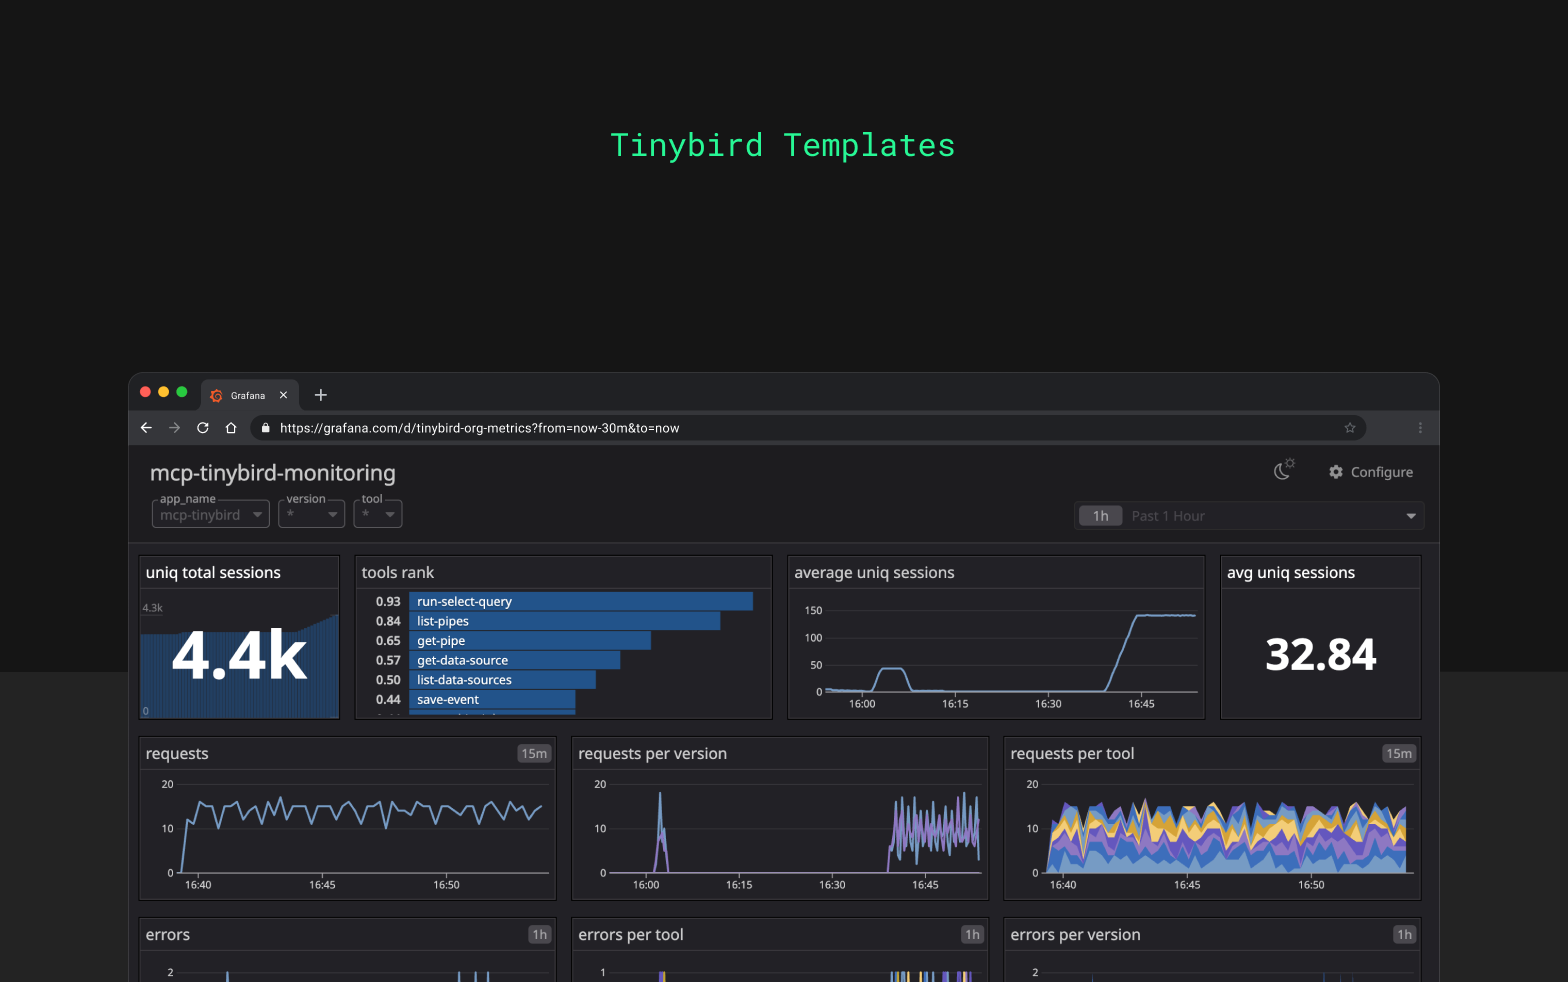 Tinybird Templates
Grafana
https://grafana.com/d/tinybird-org-metrics?from=now-30m&to=now
mcp-tinybird-monitoring
Configure
app_name version tool
mcp-tinybird * *
1h Past 1 Hour
uniq total sessions
4.3k
4.4k
0
tools rank
0.93 run-select-query
0.84 list-pipes
0.65 get-pipe
0.57 get-data-source
0.50 list-data-sources
0.44 save-event
average uniq sessions
150
100
50
0
16:00 16:15 16:30 16:45
avg uniq sessions
32.84
requests 15m
20
10
0
16:40 16:45 16:50
requests per version
20
10
0
16:00 16:15 16:30 16:45
requests per tool 15m
20
10
0
16:40 16:45 16:50
errors 1h
2
errors per tool 1h
1
errors per version 1h
2